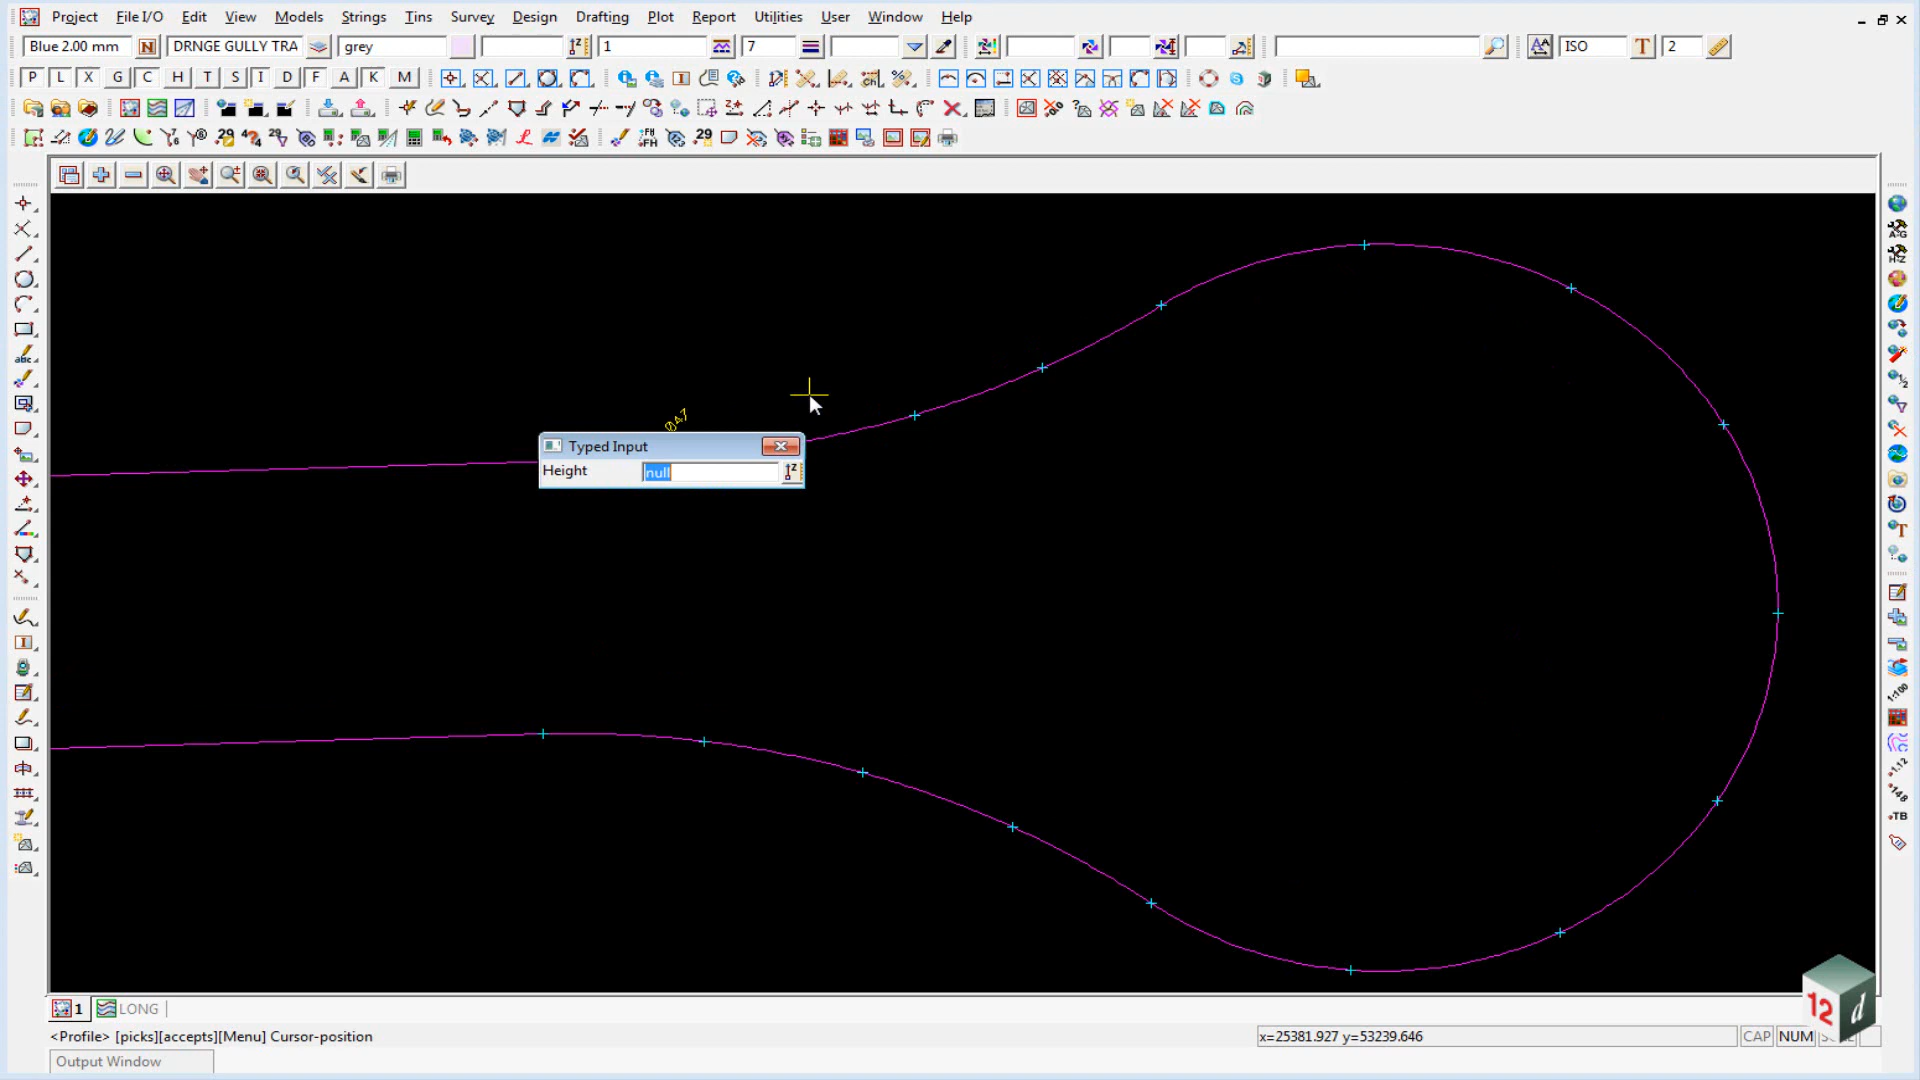 Project File I/O Edit View Models Strings Tins Survey Design Drafting Plot Report Utilities User Window Help
Blue 2.00 mm N DRNGE GULLY TRA grey 1 7 ISO T 2
P L X G C H T S I D F A K M
Typed Input
Height null
1 LONG
<Profile> [picks][accepts][Menu] Cursor-position x=25381.927 y=53239.646 CAP NUM
Output Window
12 d